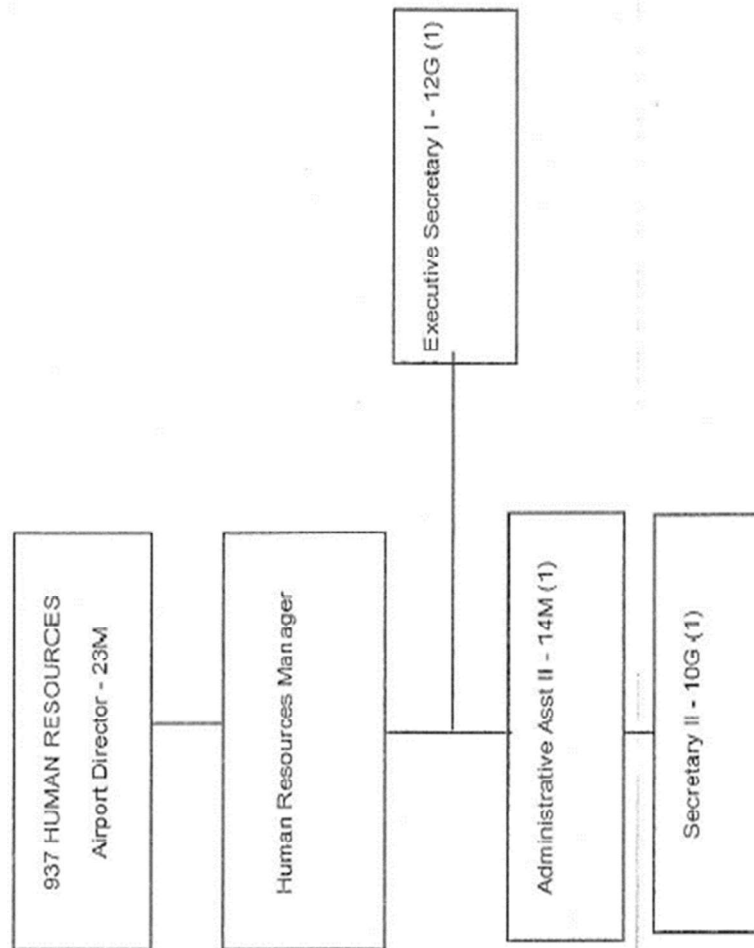 937 HUMAN RESOURCES
Airport Director - 23M
Human Resources Manager
Executive Secretary I - 12G (1)
Administrative Asst II - 14M (1)
Secretary II - 10G (1)